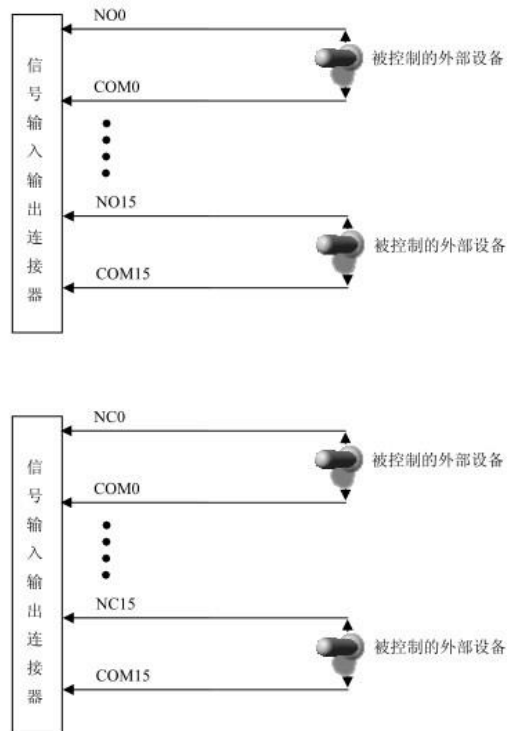 NO0
被控制的外部设备
COM0
信号输入输出连接器
NO15
被控制的外部设备
COM15
NC0
被控制的外部设备
COM0
信号输入输出连接器
NC15
被控制的外部设备
COM15